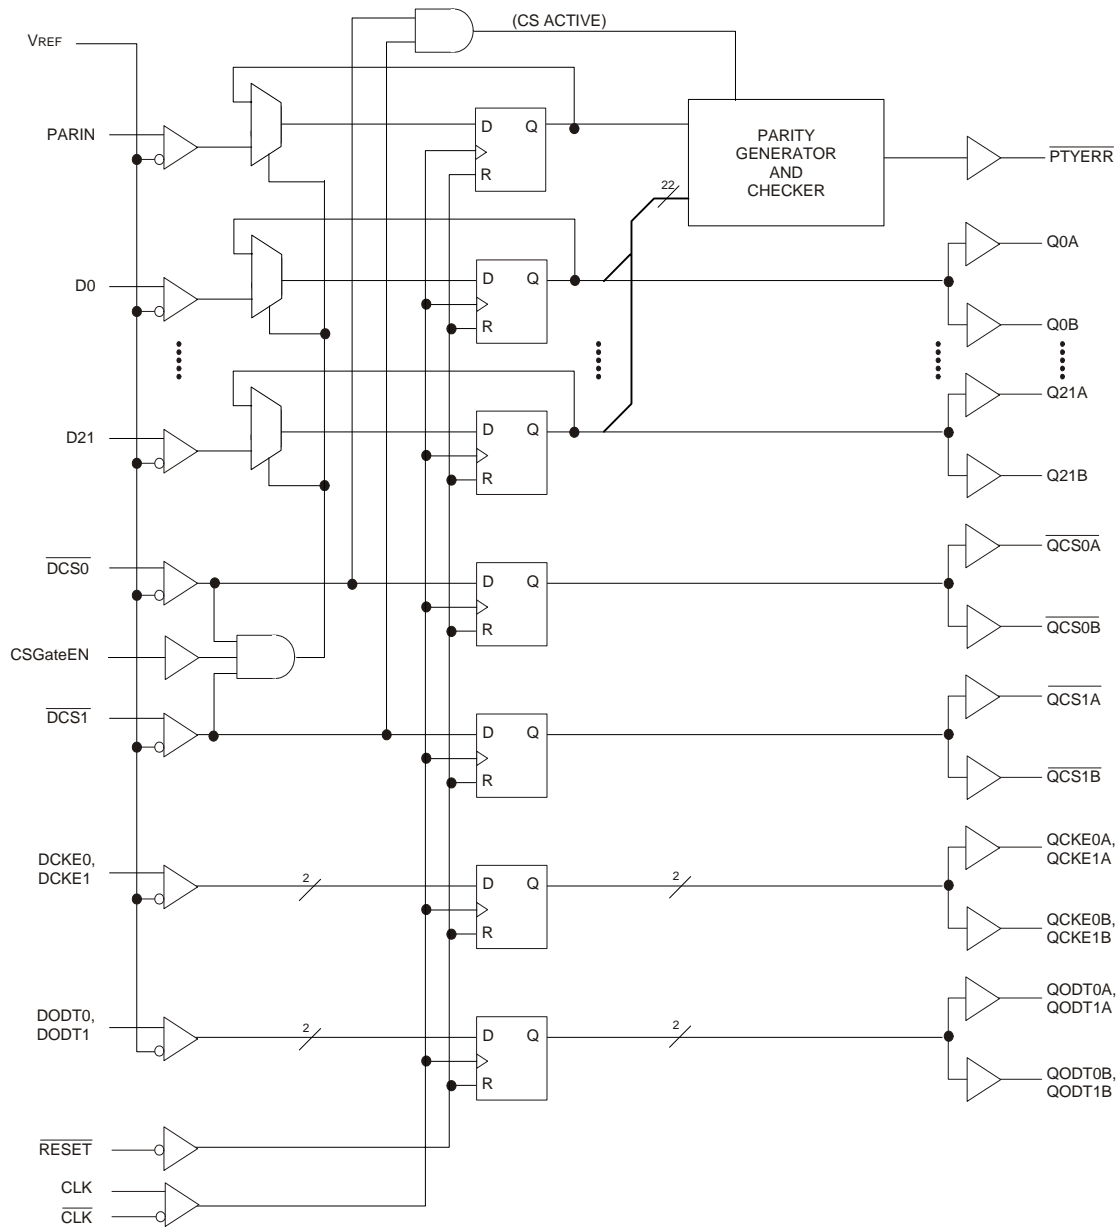 (CS ACTIVE)
VREF
PARIN
D Q
R
PARITY
GENERATOR
AND
CHECKER
PTYERR
22
Q0A
D0
D Q
R
Q0B
Q21A
D21
D Q
R
Q21B
QCS0A
DCS0
D Q
R
QCS0B
CSGateEN
QCS1A
DCS1
D Q
R
QCS1B
QCKE0A,
QCKE1A
DCKE0,
DCKE1
2
D Q
2
R
QCKE0B,
QCKE1B
QODT0A,
QODT1A
DODT0,
DODT1
2
D Q
2
R
QODT0B,
QODT1B
RESET
CLK
CLK